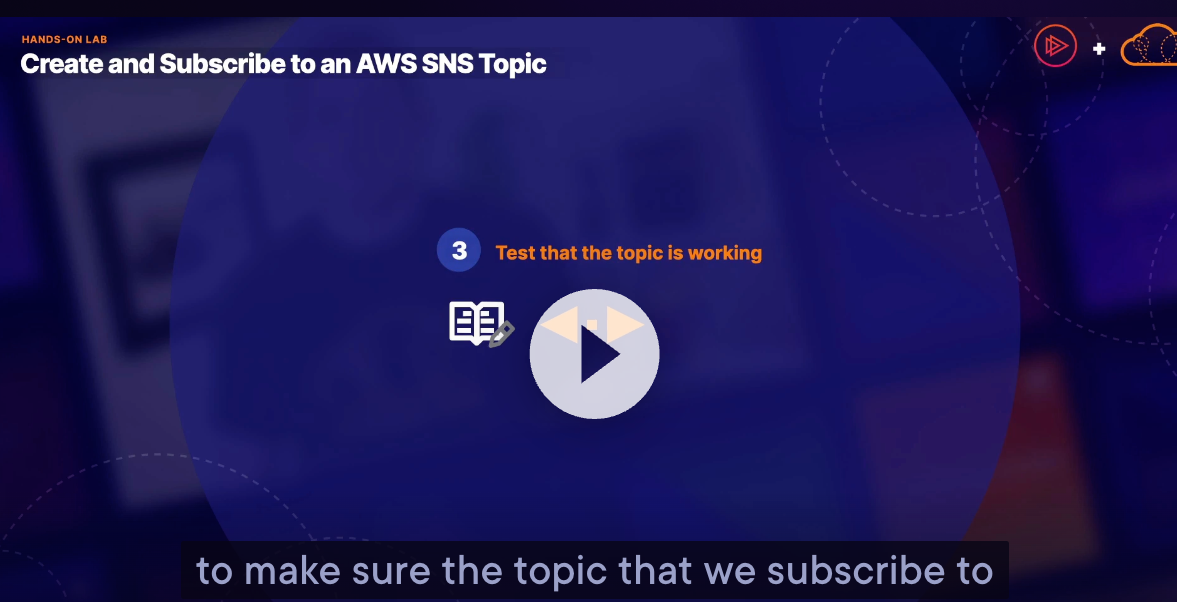 HANDS-ON LAB
Create and Subscribe to an AWS SNS Topic
+
3 Test that the topic is working
to make sure the topic that we subscribe to